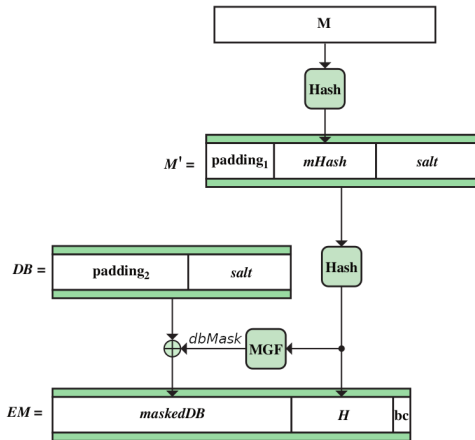 M
Hash
M' = padding₁ mHash salt
DB = padding₂ salt
Hash
dbMask MGF
EM = maskedDB H bc